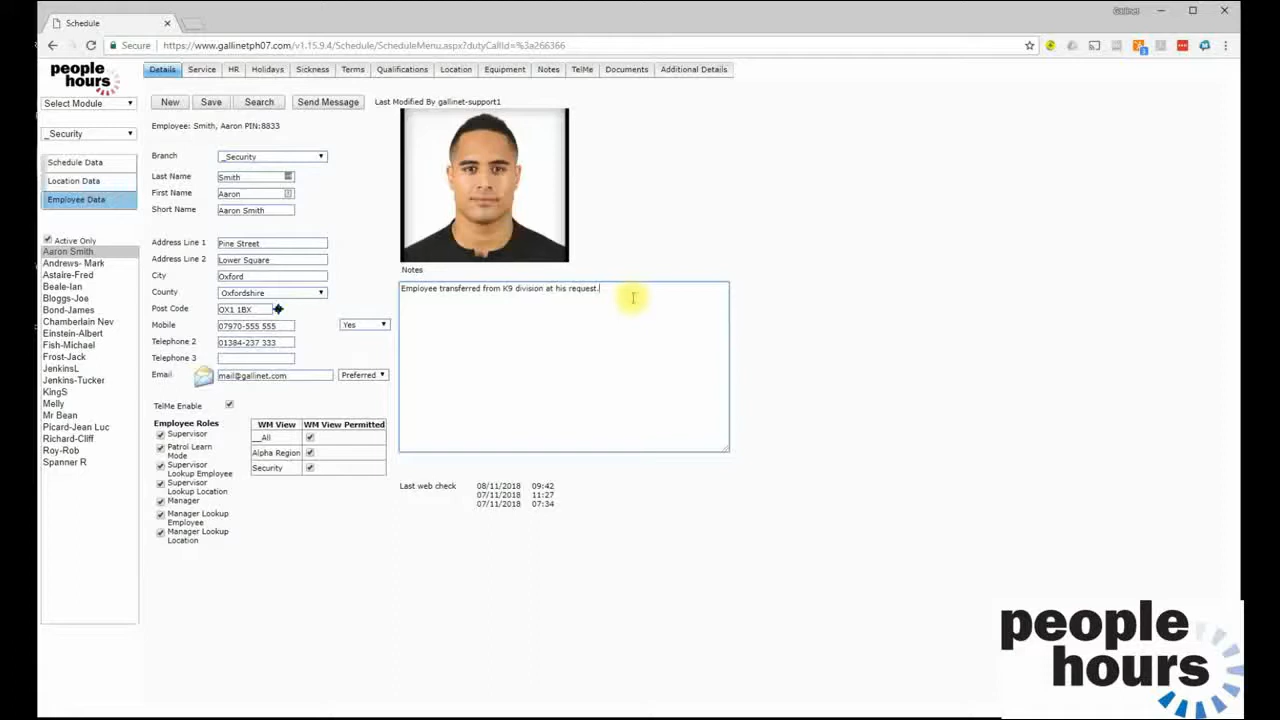 Schedule
Gallinet
Secure https://www.gallinetph07.com/v1.15.9.4/Schedule/ScheduleMenu.aspx?dutyCallId=%3a266366
people
hours
Details Service HR Holidays Sickness Terms Qualifications Location Equipment Notes TelMe Documents Additional Details
Select Module
New Save Search Send Message Last Modified By gallinet-support1
Employee: Smith, Aaron PIN:8833
_Security
Branch _Security
Schedule Data
Location Data
Employee Data
Last Name Smith
First Name Aaron
Short Name Aaron Smith
Active Only
Aaron Smith
Andrews- Mark
Astaire-Fred
Beale-Ian
Bloggs-Joe
Bond-James
Chamberlain Nev
Einstein-Albert
Fish-Michael
Frost-Jack
JenkinsL
Jenkins-Tucker
KingS
Melly
Mr Bean
Picard-Jean Luc
Richard-Cliff
Roy-Rob
Spanner R
Address Line 1 Pine Street
Address Line 2 Lower Square
City Oxford
County Oxfordshire
Post Code OX1 1BX
Mobile 07970-555 555 Yes
Telephone 2 01384-237 333
Telephone 3
Email mail@gallinet.com Preferred
TelMe Enable
Employee Roles
Supervisor
Patrol Learn
Mode
Supervisor
Lookup Employee
Supervisor
Lookup Location
Manager
Manager Lookup
Employee
Manager Lookup
Location
WM View WM View Permitted
__All
Alpha Region
Security
Notes
Employee transferred from K9 division at his request.
Last web check 08/11/2018 09:42
07/11/2018 11:27
07/11/2018 07:34
people
hours